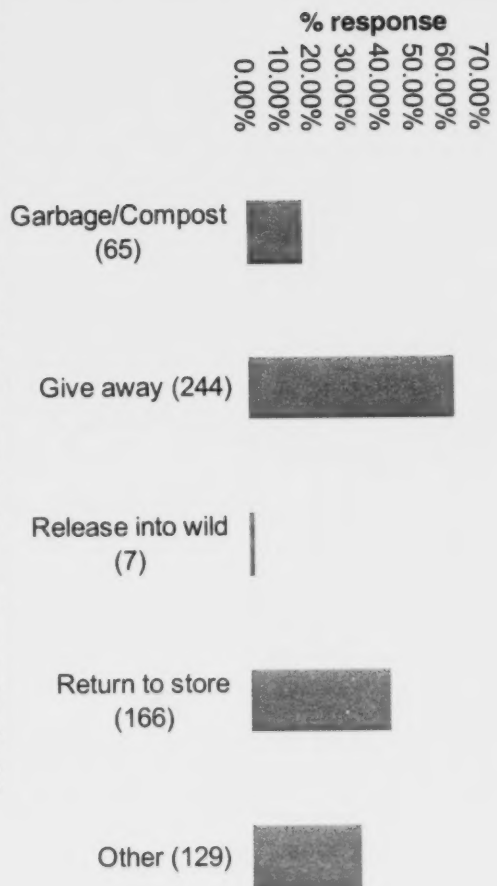 % response
70.00%
60.00%
50.00%
40.00%
30.00%
20.00%
10.00%
0.00%
Garbage/Compost
(65)
Give away (244)
Release into wild
(7)
Return to store
(166)
Other (129)